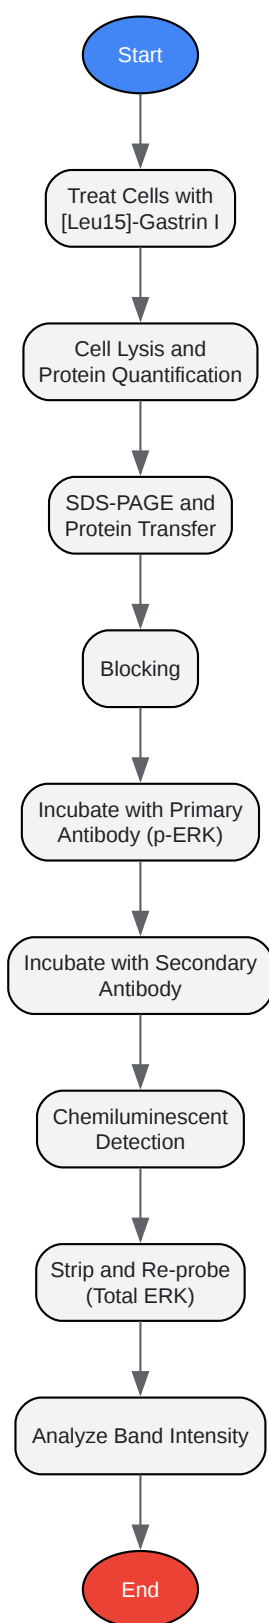 Start
Treat Cells with
[Leu15]-Gastrin I
Cell Lysis and
Protein Quantification
SDS-PAGE and
Protein Transfer
Blocking
Incubate with Primary
Antibody (p-ERK)
Incubate with Secondary
Antibody
Chemiluminescent
Detection
Strip and Re-probe
(Total ERK)
Analyze Band Intensity
End